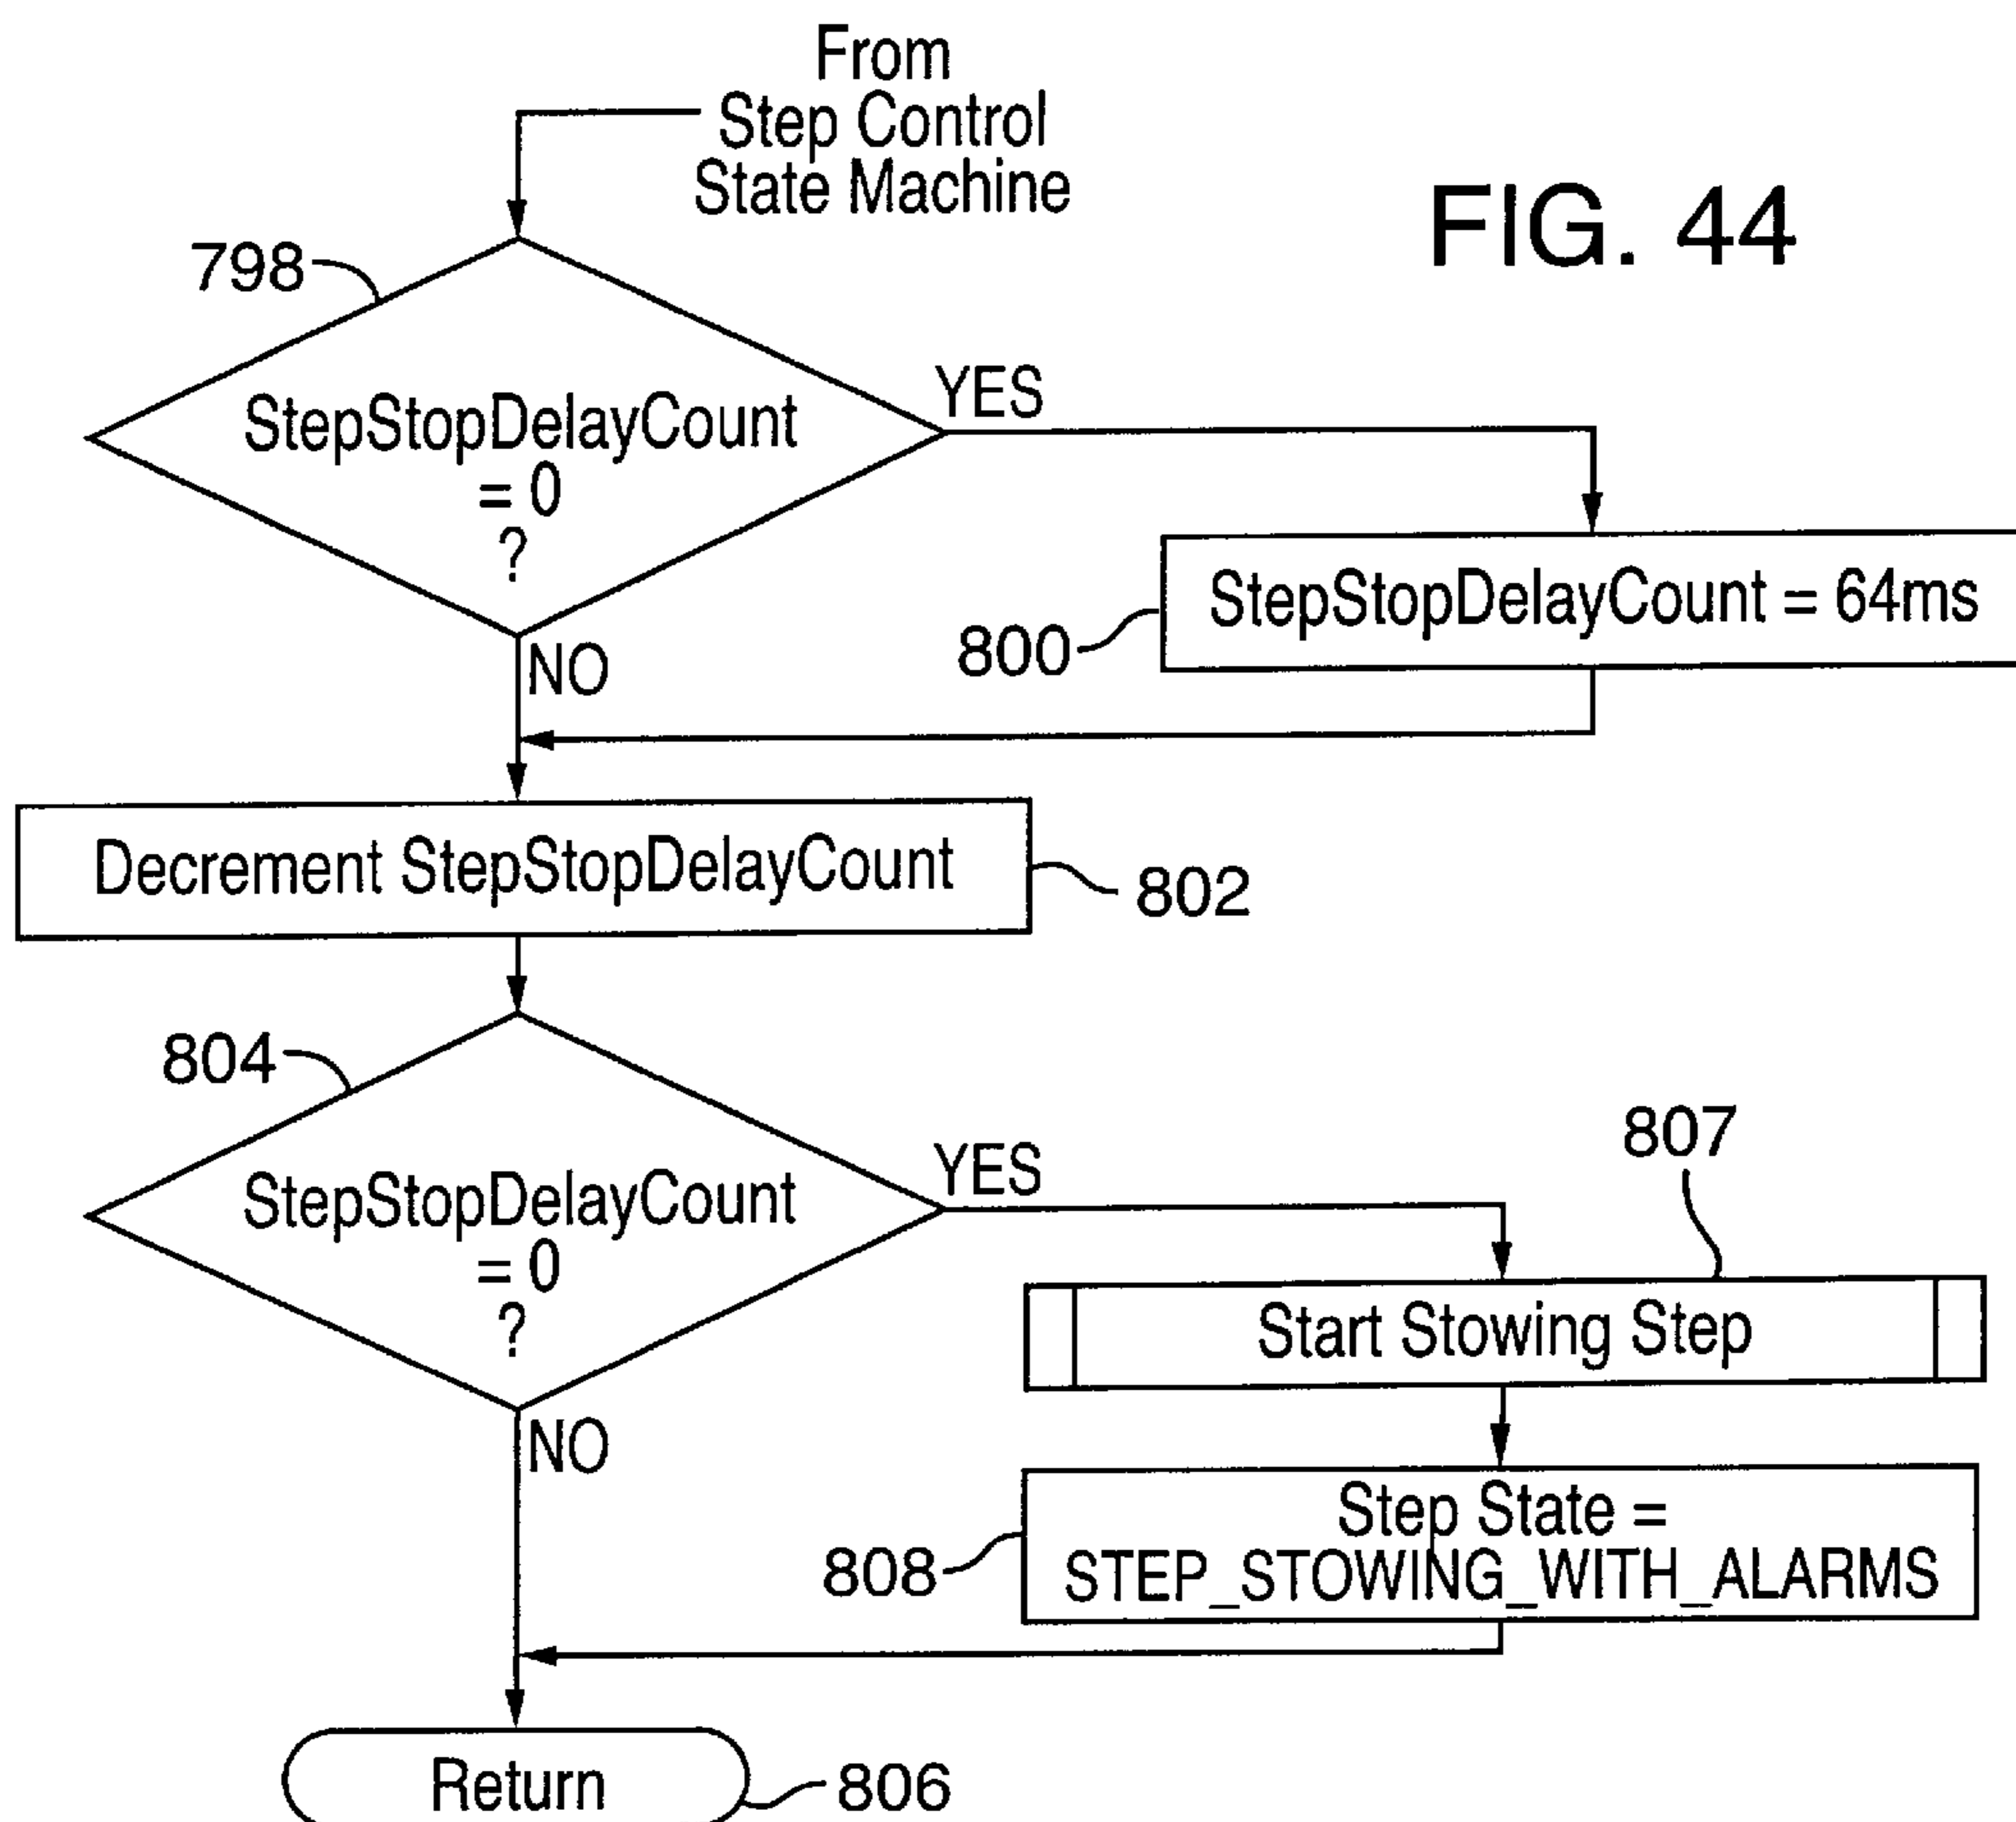 From
Step Control
State Machine
FIG. 44
798
StepStopDelayCount
= 0
?
YES
NO
StepStopDelayCount = 64ms
800
Decrement StepStopDelayCount
802
804
StepStopDelayCount
= 0
?
YES
NO
807
Start Stowing Step
Step State =
STEP_STOWING_WITH_ALARMS
808
Return
806